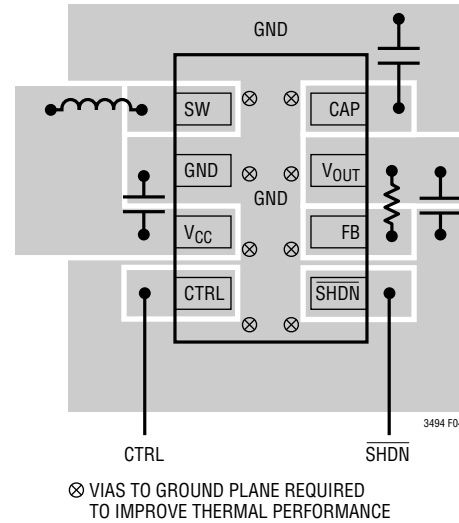 GND
SW
CAP
GND
VOUT
GND
VCC
FB
CTRL
SHDN
3494 F04
CTRL
SHDN
⊗ VIAS TO GROUND PLANE REQUIRED
TO IMPROVE THERMAL PERFORMANCE